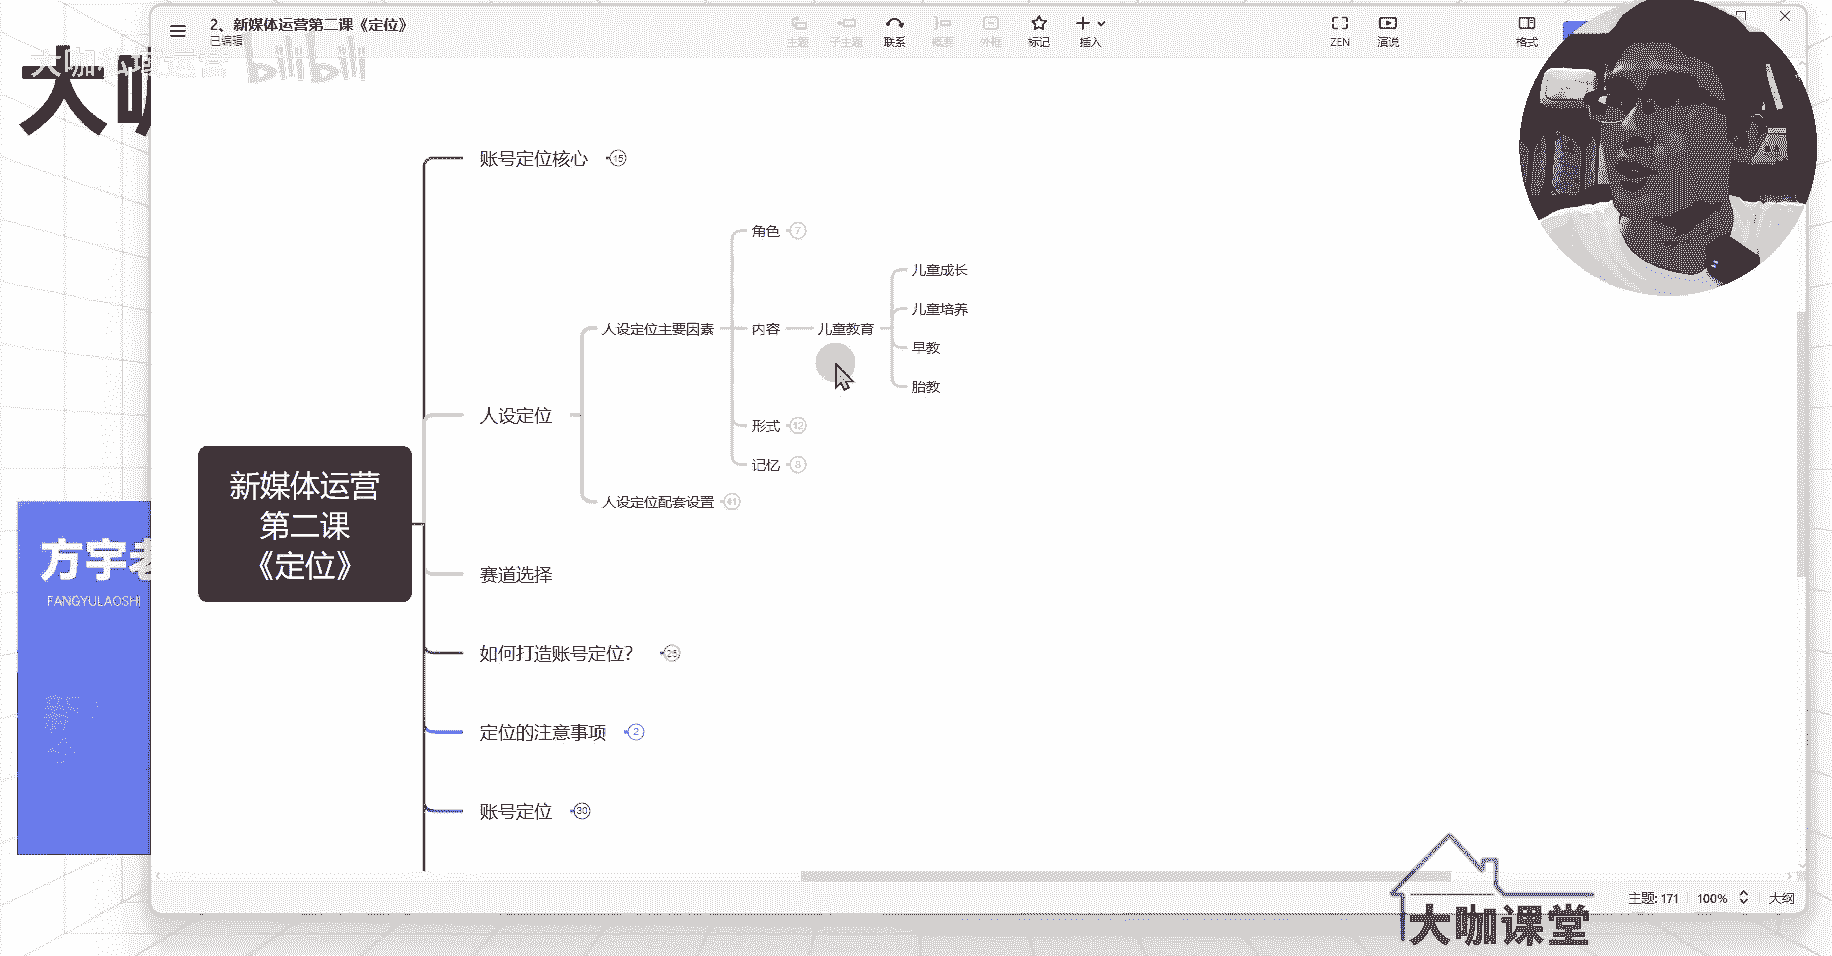 2、新媒体运营第二课《定位》
已编辑
主题
子主题
联系
概要
外框
标记
插入
ZEN
演说
格式
大咖
bilibili
账号定位核心
15
角色
7
儿童成长
儿童培养
人设定位主要因素
内容
儿童教育
早教
胎教
人设定位
形式
12
记忆
8
人设定位配套设置
41
新媒体运营
第二课
《定位》
赛道选择
如何打造账号定位？
定位的注意事项
2
账号定位
30
方宇老
FANGYULAOSHI
主题: 171
100%
大纲
大咖课堂